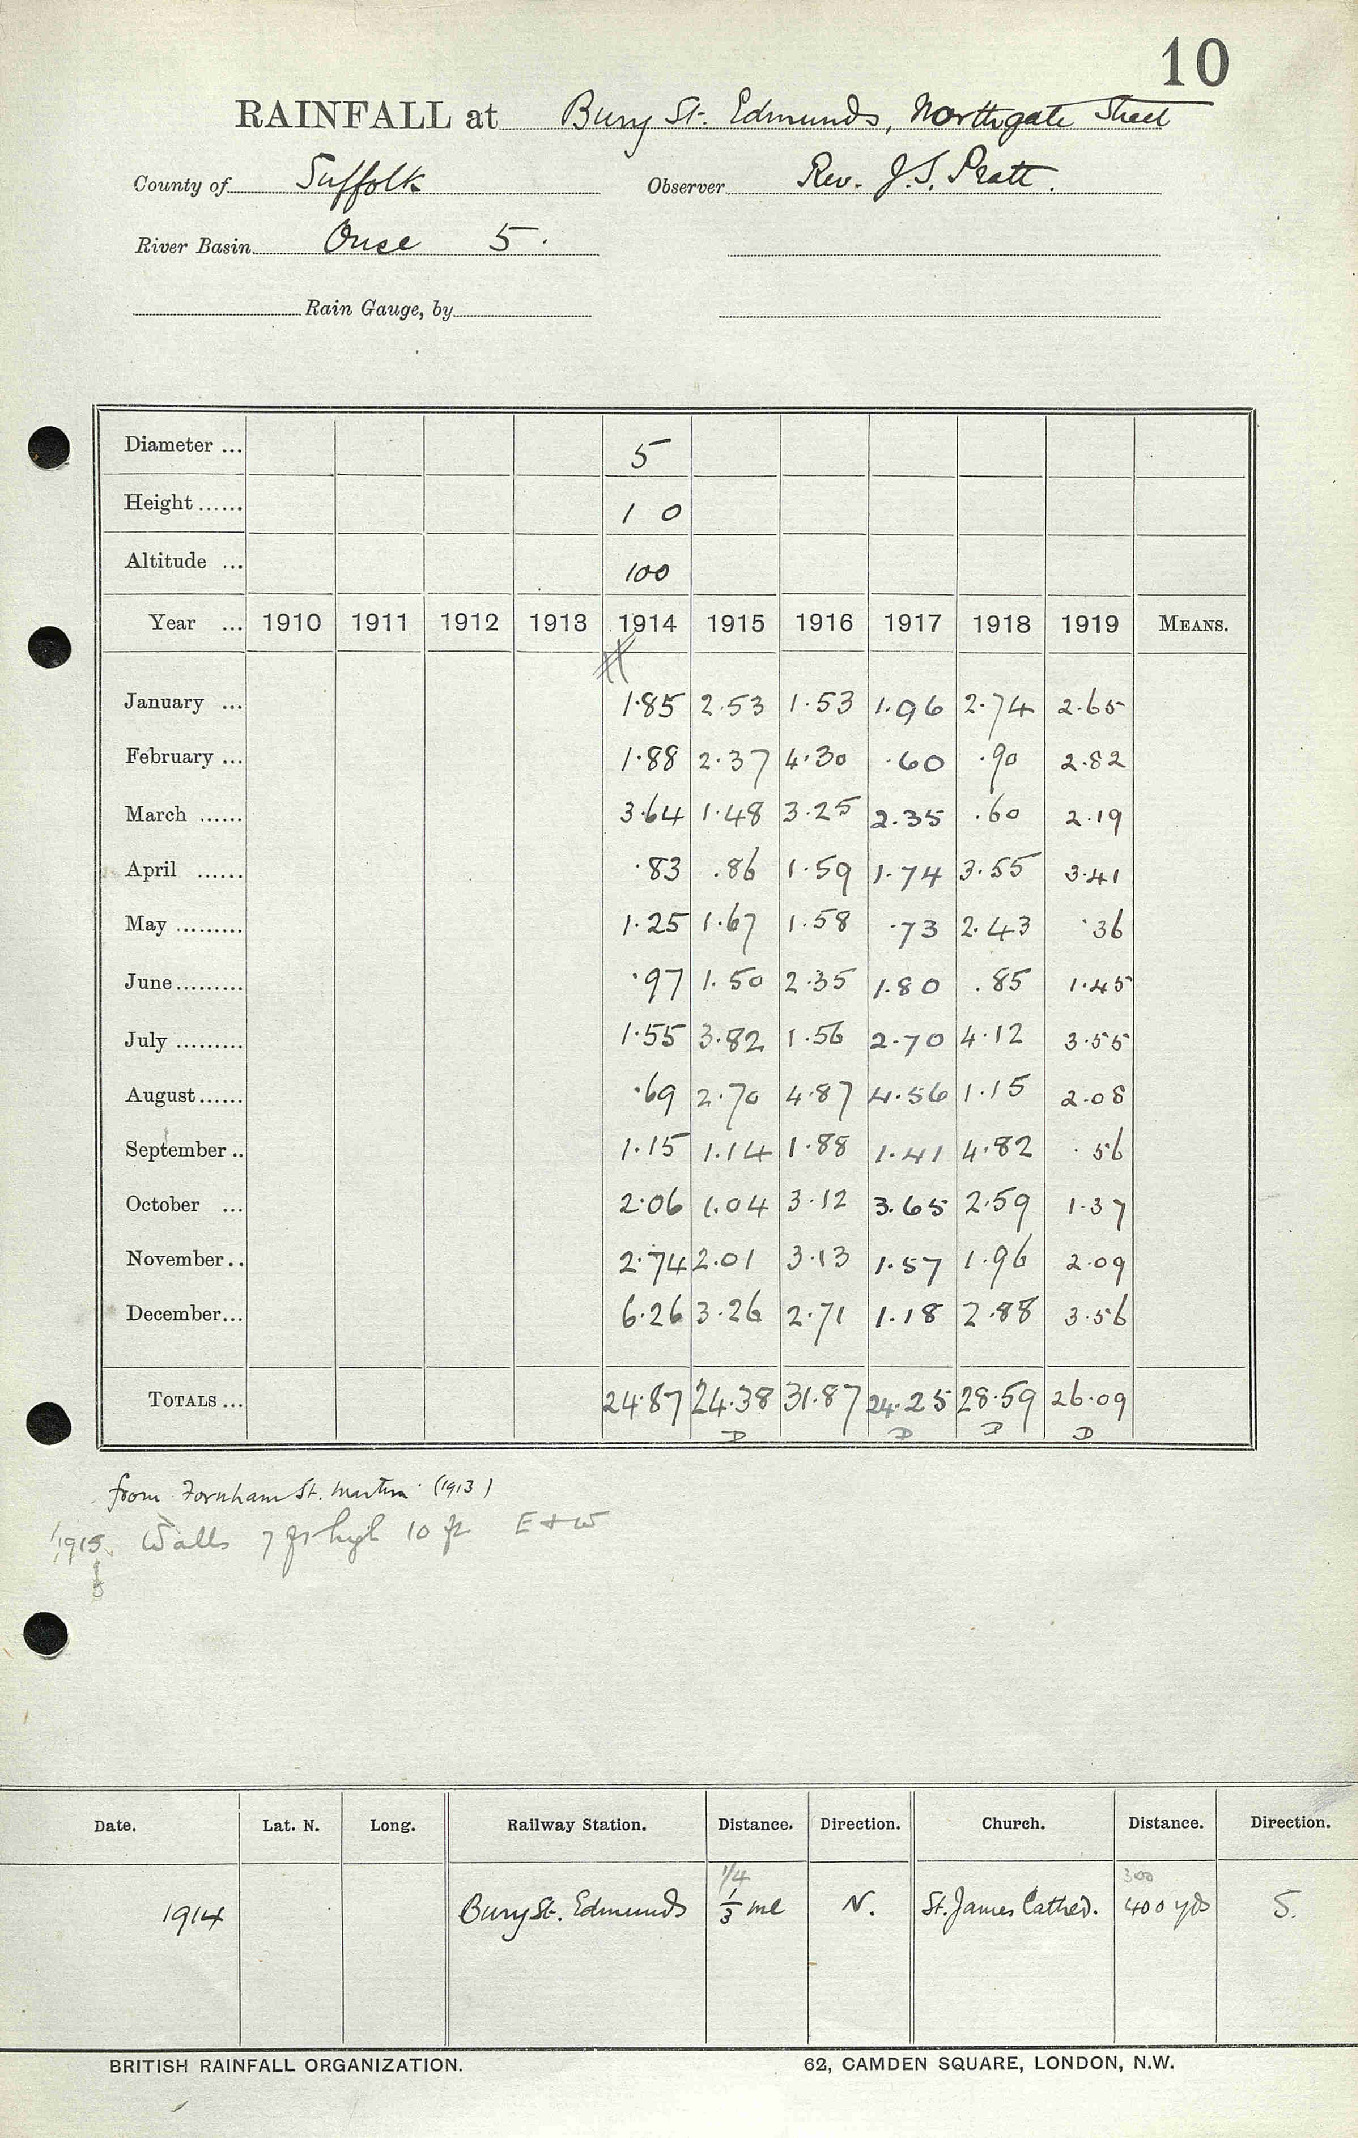 10
RAINFALL at Bury St. Edmunds, Northgate Street
County of Suffolk Observer Rev. J.S. Pratt.
River Basin Ouse 5.
Rain Gauge, by
Diameter ... 5
Height ...... 1 0
Altitude ... 100
Year ... 1910 1911 1912 1913 1914 1915 1916 1917 1918 1919 MEANS.
January ... 1.85 2.53 1.53 1.96 2.74 2.65
February ... 1.88 2.37 4.30 .60 .90 2.82
March ...... 3.64 1.48 3.25 2.35 .60 2.19
April ...... .83 .86 1.59 1.74 3.55 3.41
May ......... 1.25 1.67 1.58 .73 2.43 .36
June......... .97 1.50 2.35 1.80 .85 1.45
July ......... 1.55 3.82 1.56 2.70 4.12 3.55
August...... .69 2.70 4.87 4.56 1.15 2.08
September .. 1.15 1.14 1.88 1.41 4.82 .56
October ... 2.06 1.04 3.12 3.65 2.59 1.37
November.. 2.74 2.01 3.13 1.57 1.96 2.09
December... 6.26 3.26 2.71 1.18 2.88 3.56
TOTALS ... 24.87 24.38 31.87 24.25 28.59 26.09
D D D D
from Fornham St. Martin (1913)
1915. Walls 7 ft high 10 ft E + W
Date. Lat. N. Long. Railway Station. Distance. Direction. Church. Distance. Direction.
1/4 300
1914 Bury St. Edmunds 1/3 ml N. St. James Cathed. 400 yds S.
BRITISH RAINFALL ORGANIZATION. 62, CAMDEN SQUARE, LONDON, N.W.